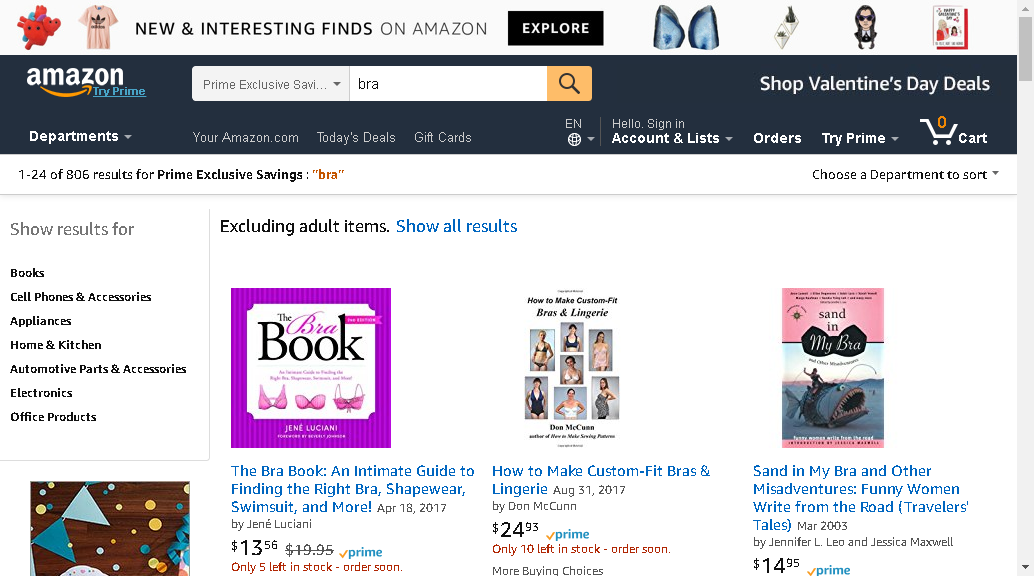 NEW & INTERESTING FINDS ON AMAZON
EXPLORE
amazon
Try Prime
Prime Exclusive Savi...
bra
Shop Valentine's Day Deals
Departments
Your Amazon.com
Today's Deals
Gift Cards
EN
Hello. Sign in
Account & Lists
Orders
Try Prime
0
Cart
1-24 of 806 results for Prime Exclusive Savings : "bra"
Choose a Department to sort
Show results for
Books
Cell Phones & Accessories
Appliances
Home & Kitchen
Automotive Parts & Accessories
Electronics
Office Products
Excluding adult items. Show all results
The Bra
2nd EDITION
Book
An Intimate Guide to Finding the
Right Bra, Shapewear, Swimsuit, and More!
JENÉ LUCIANI
FOREWORD BY BEVERLY JOHNSON
The Bra Book: An Intimate Guide to
Finding the Right Bra, Shapewear,
Swimsuit, and More! Apr 18, 2017
by Jené Luciani
$13.56 $19.95 prime
Only 5 left in stock - order soon.
How to Make Custom-Fit
Bras & Lingerie
Don McCunn
author of How to Make Sewing Patterns
How to Make Custom-Fit Bras &
Lingerie Aug 31, 2017
by Don McCunn
$24.93 prime
Only 10 left in stock - order soon.
More Buying Choices
sand
in
My Bra
and Other Misadventures
funny women write from the road
INTRODUCTION BY JESSICA MAXWELL
Sand in My Bra and Other
Misadventures: Funny Women
Write from the Road (Travelers'
Tales) Mar 2003
by Jennifer L. Leo and Jessica Maxwell
$14.95 prime